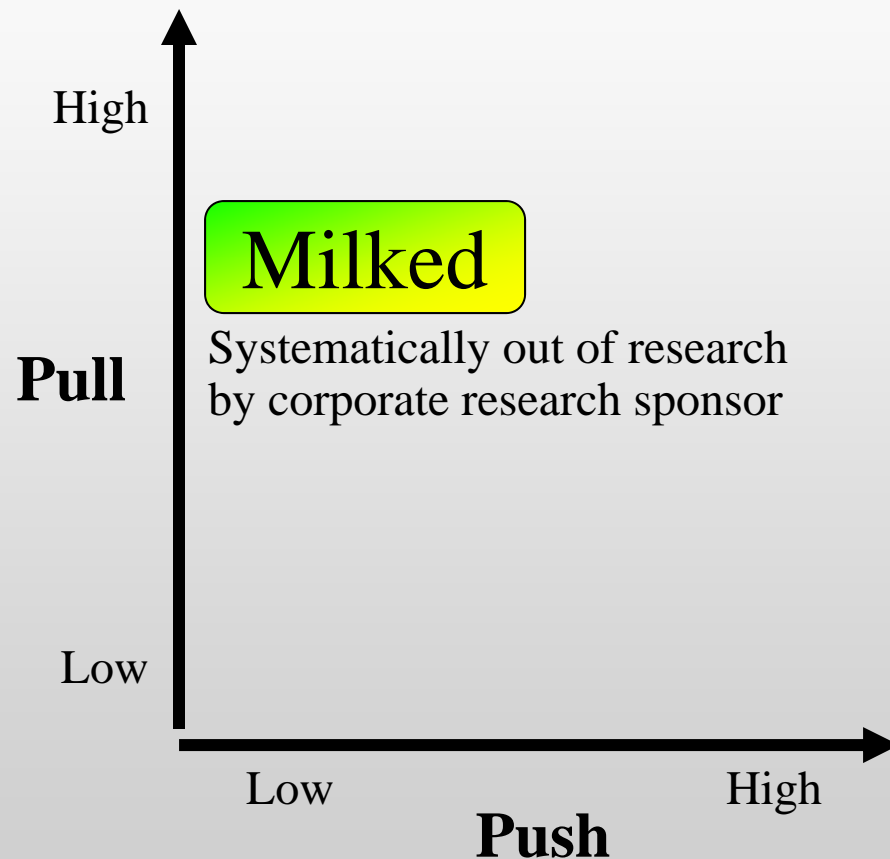 High
Milked
Systematically out of research
by corporate research sponsor
Pull
Low
Low High
Push